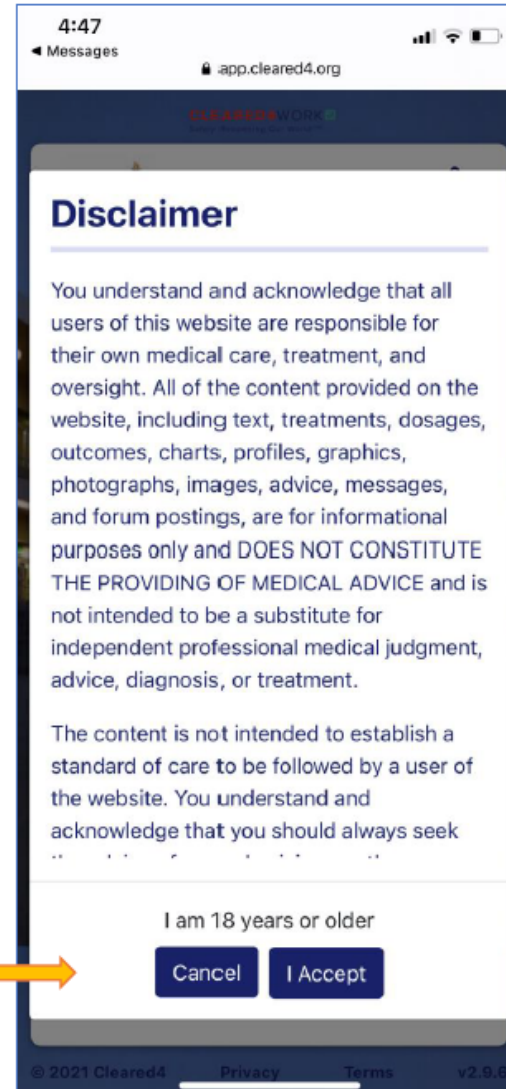 4:47
◀ Messages
app.cleared4.org
CLEARED4WORK
Disclaimer
You understand and acknowledge that all
users of this website are responsible for
their own medical care, treatment, and
oversight. All of the content provided on the
website, including text, treatments, dosages,
outcomes, charts, profiles, graphics,
photographs, images, advice, messages,
and forum postings, are for informational
purposes only and DOES NOT CONSTITUTE
THE PROVIDING OF MEDICAL ADVICE and is
not intended to be a substitute for
independent professional medical judgment,
advice, diagnosis, or treatment.
The content is not intended to establish a
standard of care to be followed by a user of
the website. You understand and
acknowledge that you should always seek
I am 18 years or older
Cancel I Accept
© 2021 Cleared4 Privacy Terms v2.9.6